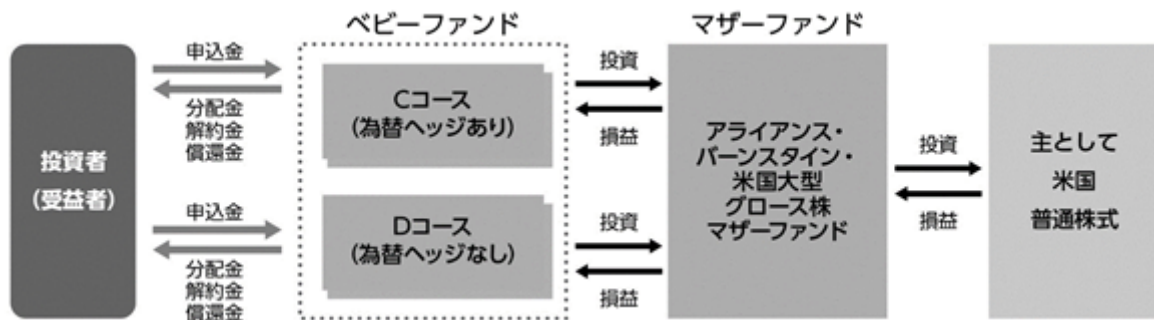 ベビーファンド
マザーファンド
投資者
(受益者)
申込金
分配金
解約金
償還金
申込金
分配金
解約金
償還金
Cコース
(為替ヘッジあり)
Dコース
(為替ヘッジなし)
投資
損益
投資
損益
アライアンス・
バーンスタイン・
米国大型
グロース株
マザーファンド
投資
損益
主として
米国
普通株式